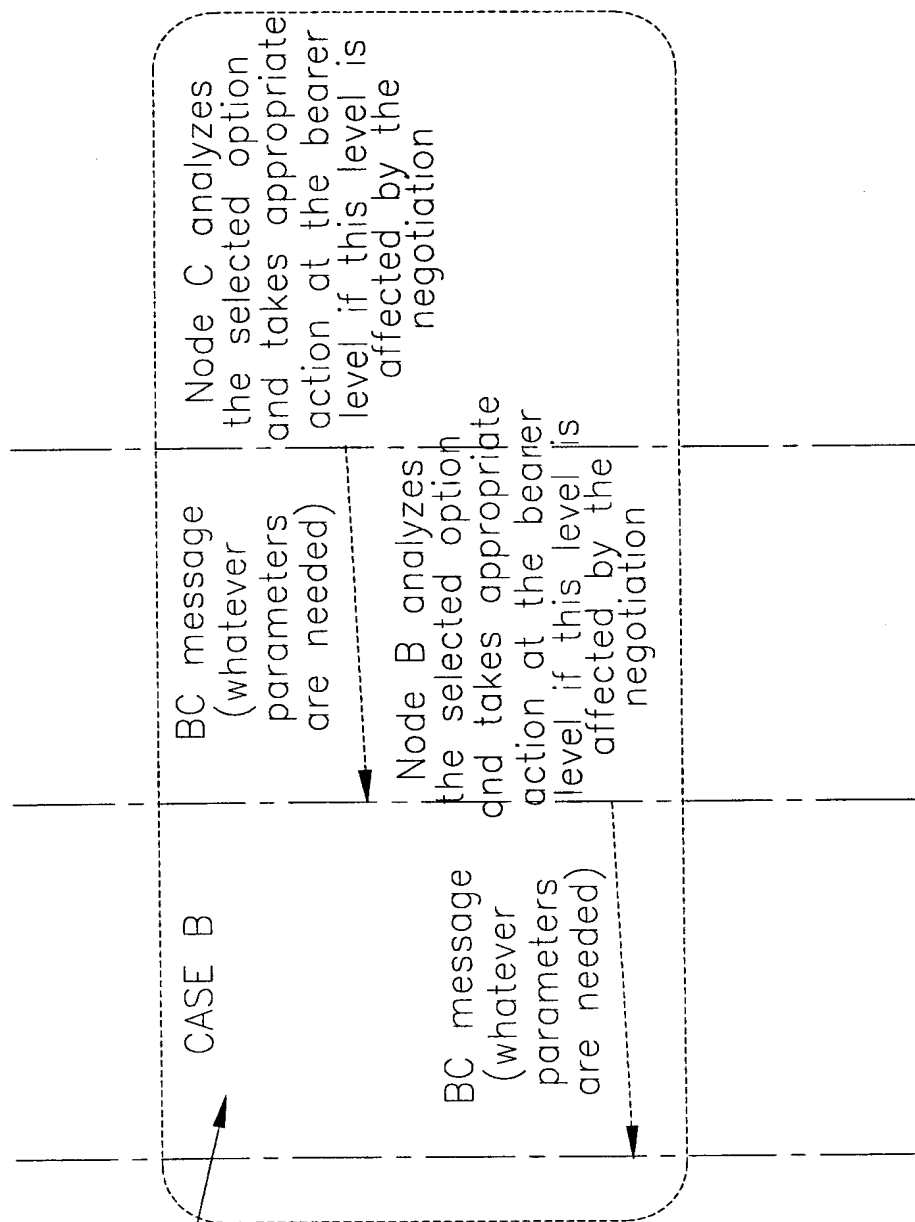 CASE B
BC message
(whatever
parameters
are needed)
Node C analyzes
the selected option
and takes appropriate
action at the bearer
level if this level is
affected by the
negotiation
BC message
(whatever
parameters
are needed)
Node B analyzes
the selected option
and takes appropriate
action at the bearer
level if this level is
affected by the
negotiation